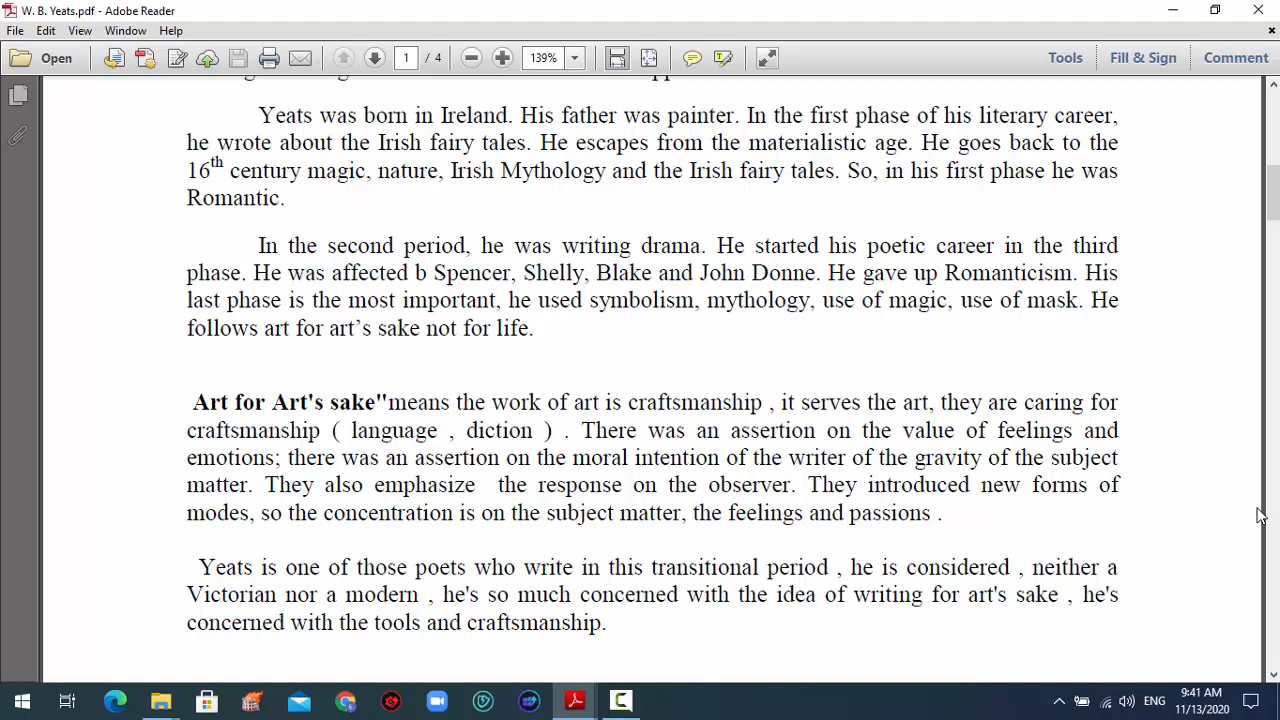 W. B. Yeats.pdf - Adobe Reader
File Edit View Window Help
Open 1 / 4 139% Tools Fill & Sign Comment
Yeats was born in Ireland. His father was painter. In the first phase of his literary career,
he wrote about the Irish fairy tales. He escapes from the materialistic age. He goes back to the
16th century magic, nature, Irish Mythology and the Irish fairy tales. So, in his first phase he was
Romantic.
In the second period, he was writing drama. He started his poetic career in the third
phase. He was affected b Spencer, Shelly, Blake and John Donne. He gave up Romanticism. His
last phase is the most important, he used symbolism, mythology, use of magic, use of mask. He
follows art for art’s sake not for life.
Art for Art's sake"means the work of art is craftsmanship , it serves the art, they are caring for
craftsmanship ( language , diction ) . There was an assertion on the value of feelings and
emotions; there was an assertion on the moral intention of the writer of the gravity of the subject
matter. They also emphasize the response on the observer. They introduced new forms of
modes, so the concentration is on the subject matter, the feelings and passions .
Yeats is one of those poets who write in this transitional period , he is considered , neither a
Victorian nor a modern , he's so much concerned with the idea of writing for art's sake , he's
concerned with the tools and craftsmanship.
ENG
9:41 AM
11/13/2020